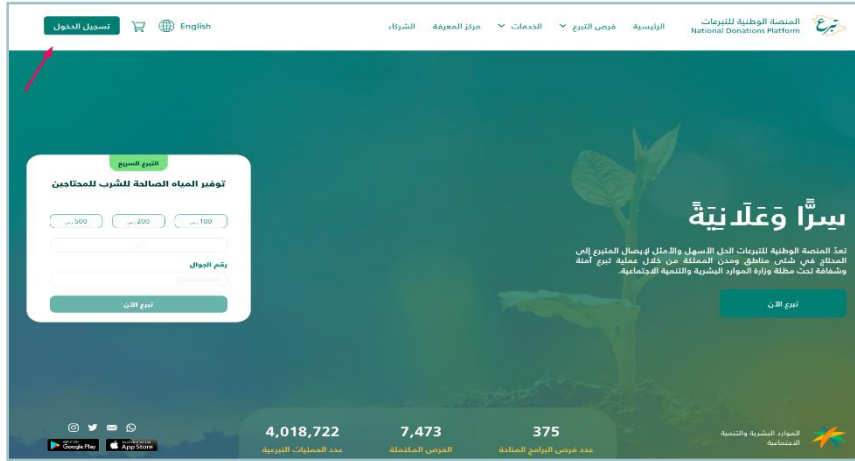 المنصة الوطنية للتبرعات
National Donations Platform
الرئيسية
فرص التبرع
الخدمات
مركز المعرفة
الشركاء
English
تسجيل الدخول
سِرًّا وَعَلَانِيَةً
تعدّ المنصة الوطنية للتبرعات الحل الأسهل والأمثل لإيصال المتبرع إلى
المحتاج في شتى مناطق ومدن المملكة من خلال عملية تبرع آمنة
وشفافة تحت مظلة وزارة الموارد البشرية والتنمية الاجتماعية.
تبرع الآن
التبرع السريع
توفير المياه الصالحة للشرب للمحتاجين
100
200
500
رقم الجوال
تبرع الآن
الموارد البشرية والتنمية
الاجتماعية
375
عدد فرص البرامج المتاحة
7,473
الفرص المكتملة
4,018,722
عدد العمليات التبرعية
Google Play
App Store